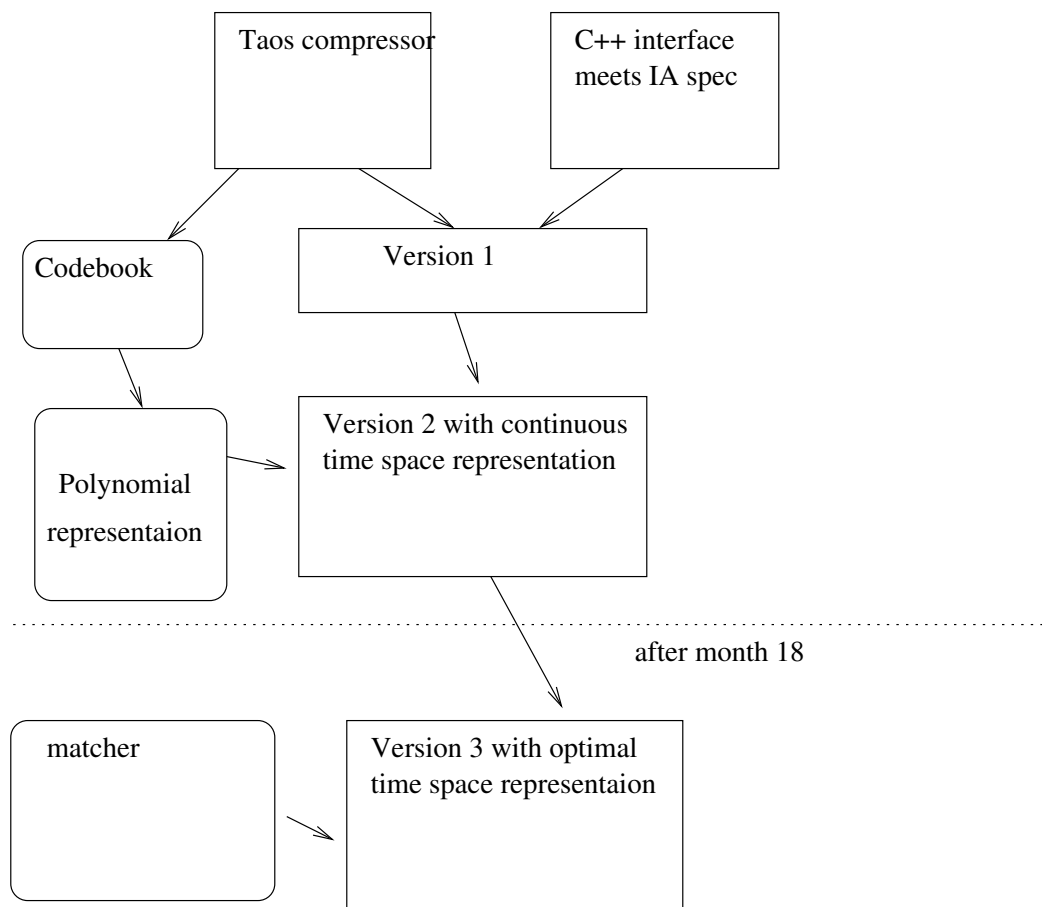 Taos compressor
C++ interface
meets IA spec
Codebook
Version 1
Version 2 with continuous
time space representation
Polynomial
representaion
after month 18
matcher
Version 3 with optimal
time space representaion